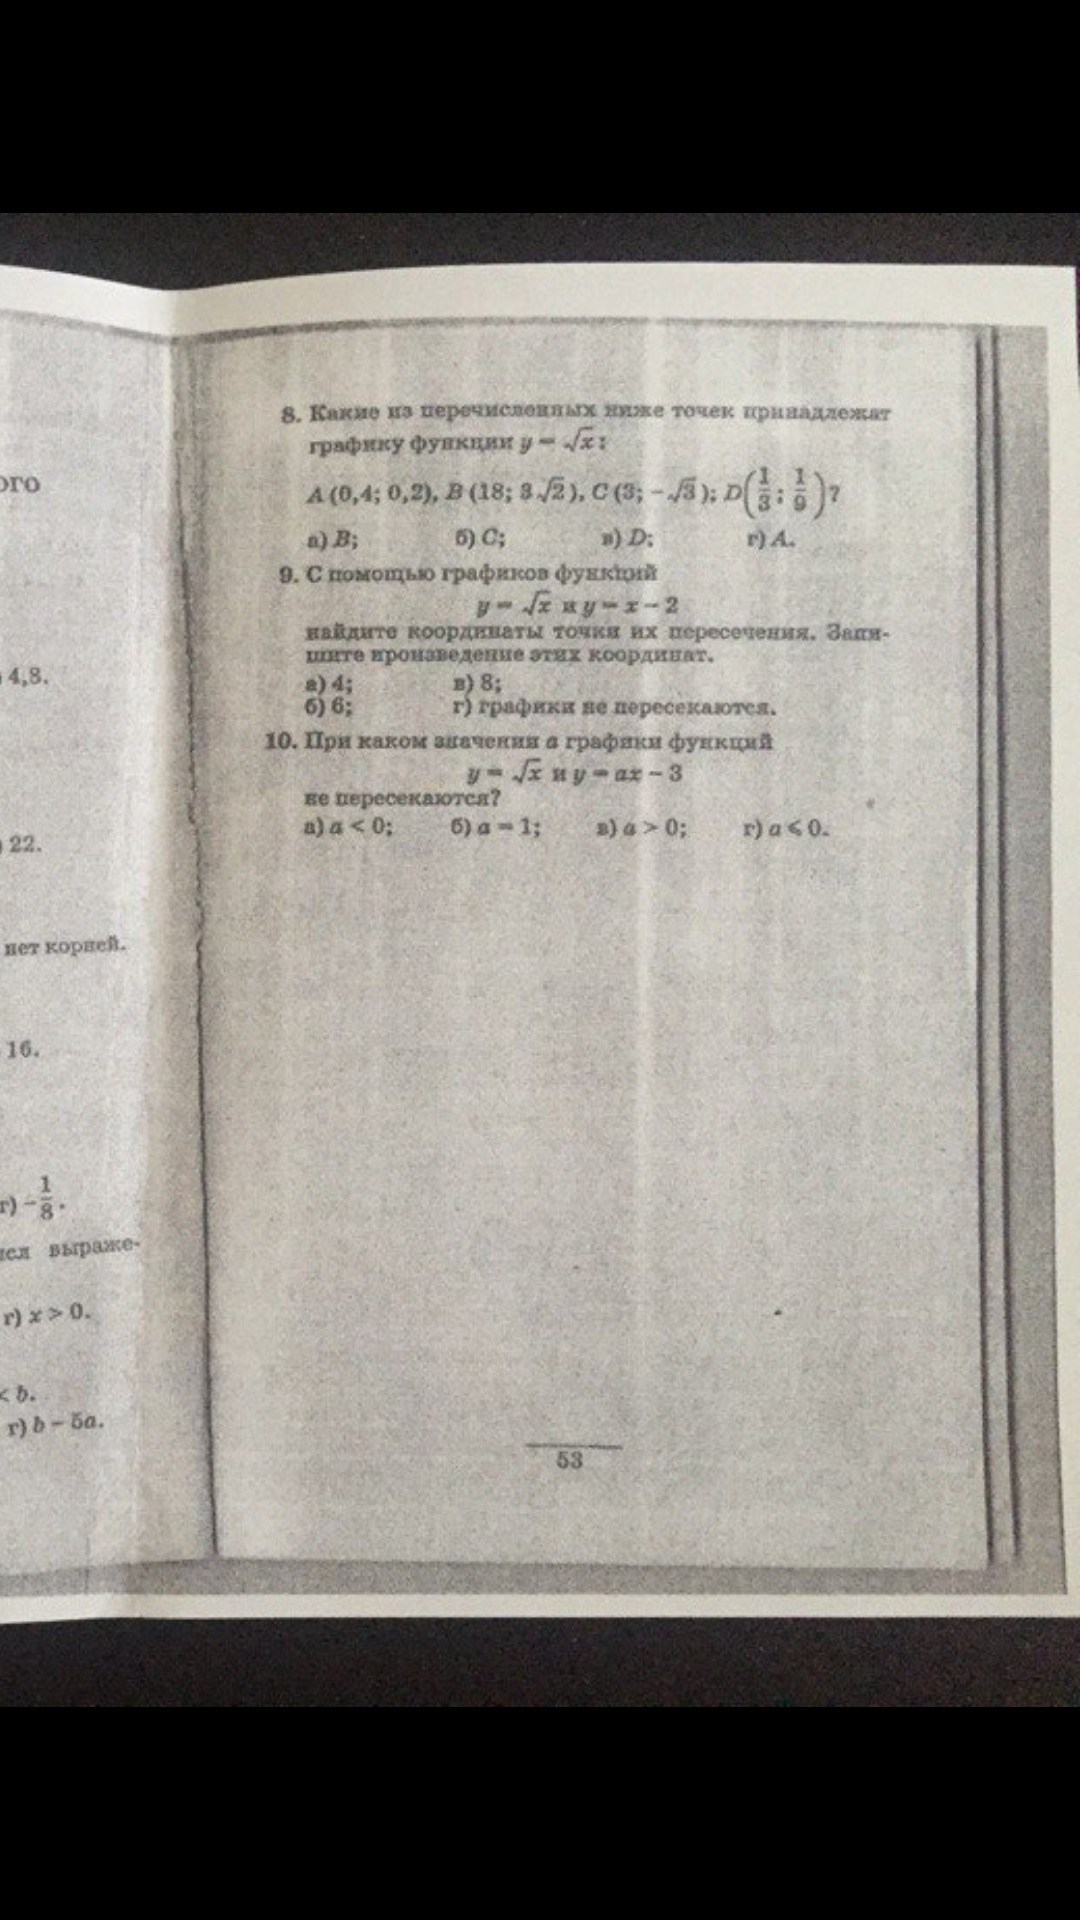 ого
4,8.
22.
нет корней.
16.
г) -1/8.
выраже-
г) x > 0.
< b.
г) b - 5a.
8. Какие из перечисленных ниже точек принадлежат
графику функции y = √x:
A (0,4; 0,2), B (18; 3√2), C (3; -√3); D(1/3; 1/9)?
а) B; б) C; в) D; г) A.
9. С помощью графиков функций
y = √x и y = x - 2
найдите координаты точки их пересечения. Запи-
шите произведение этих координат.
а) 4; в) 8;
б) 6; г) графики не пересекаются.
10. При каком значении a графики функций
y = √x и y = ax - 3
не пересекаются?
а) a < 0; б) a = 1; в) a > 0; г) a ⩽ 0.
53